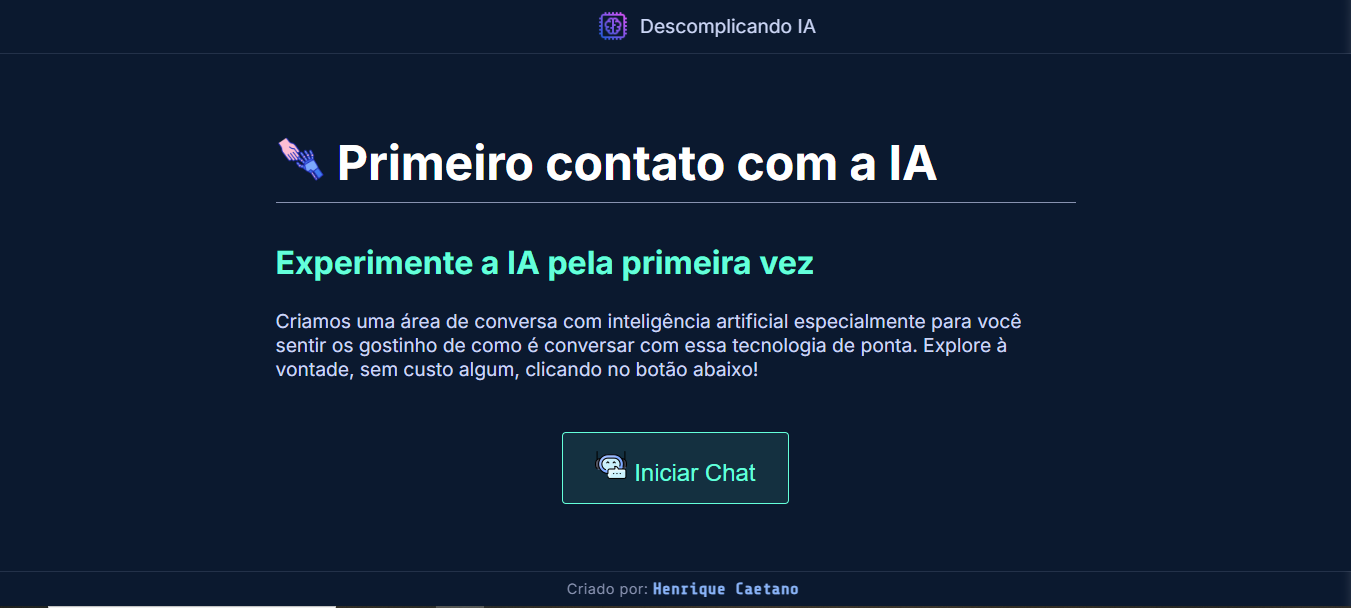 Descomplicando IA
Primeiro contato com a IA
Experimente a IA pela primeira vez
Criamos uma área de conversa com inteligência artificial especialmente para você
sentir os gostinho de como é conversar com essa tecnologia de ponta. Explore à
vontade, sem custo algum, clicando no botão abaixo!
Iniciar Chat
Criado por: Henrique Caetano